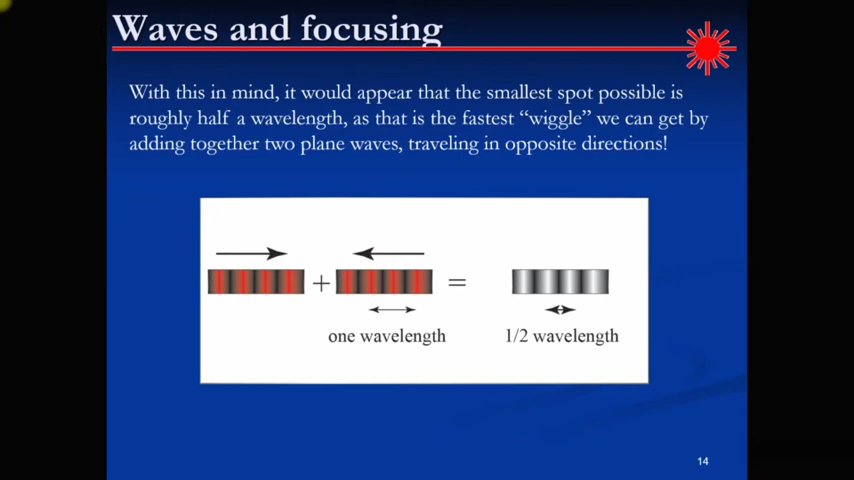 Waves and focusing
With this in mind, it would appear that the smallest spot possible is
roughly half a wavelength, as that is the fastest “wiggle” we can get by
adding together two plane waves, traveling in opposite directions!
+ =
one wavelength 1/2 wavelength
14